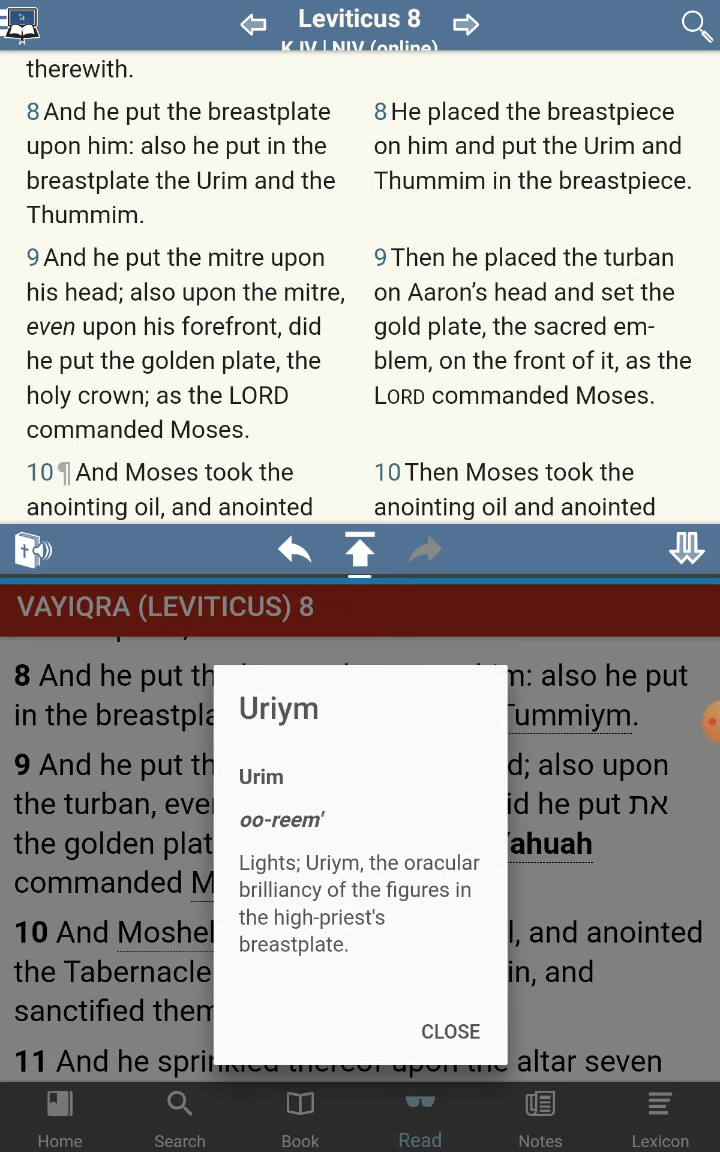 Leviticus 8
KJV | NIV (online)
therewith.
8 And he put the breastplate
upon him: also he put in the
breastplate the Urim and the
Thummim.
9 And he put the mitre upon
his head; also upon the mitre,
even upon his forefront, did
he put the golden plate, the
holy crown; as the LORD
commanded Moses.
10 ¶ And Moses took the
anointing oil, and anointed
8 He placed the breastpiece
on him and put the Urim and
Thummim in the breastpiece.
9 Then he placed the turban
on Aaron’s head and set the
gold plate, the sacred em-
blem, on the front of it, as the
LORD commanded Moses.
10 Then Moses took the
anointing oil and anointed
VAYIQRA (LEVITICUS) 8
8 And he put th
m: also he put
in the breastpla
Tummiym.
9 And he put th
d; also upon
the turban, eve
id he put את
the golden plat
Yahuah
commanded M
10 And Moshe
l, and anointed
the Tabernacle
in, and
sanctified them
11 And he sprinkled thereof upon the altar seven
Uriym
Urim
oo-reem'
Lights; Uriym, the oracular
brilliancy of the figures in
the high-priest's
breastplate.
CLOSE
Home
Search
Book
Read
Notes
Lexicon